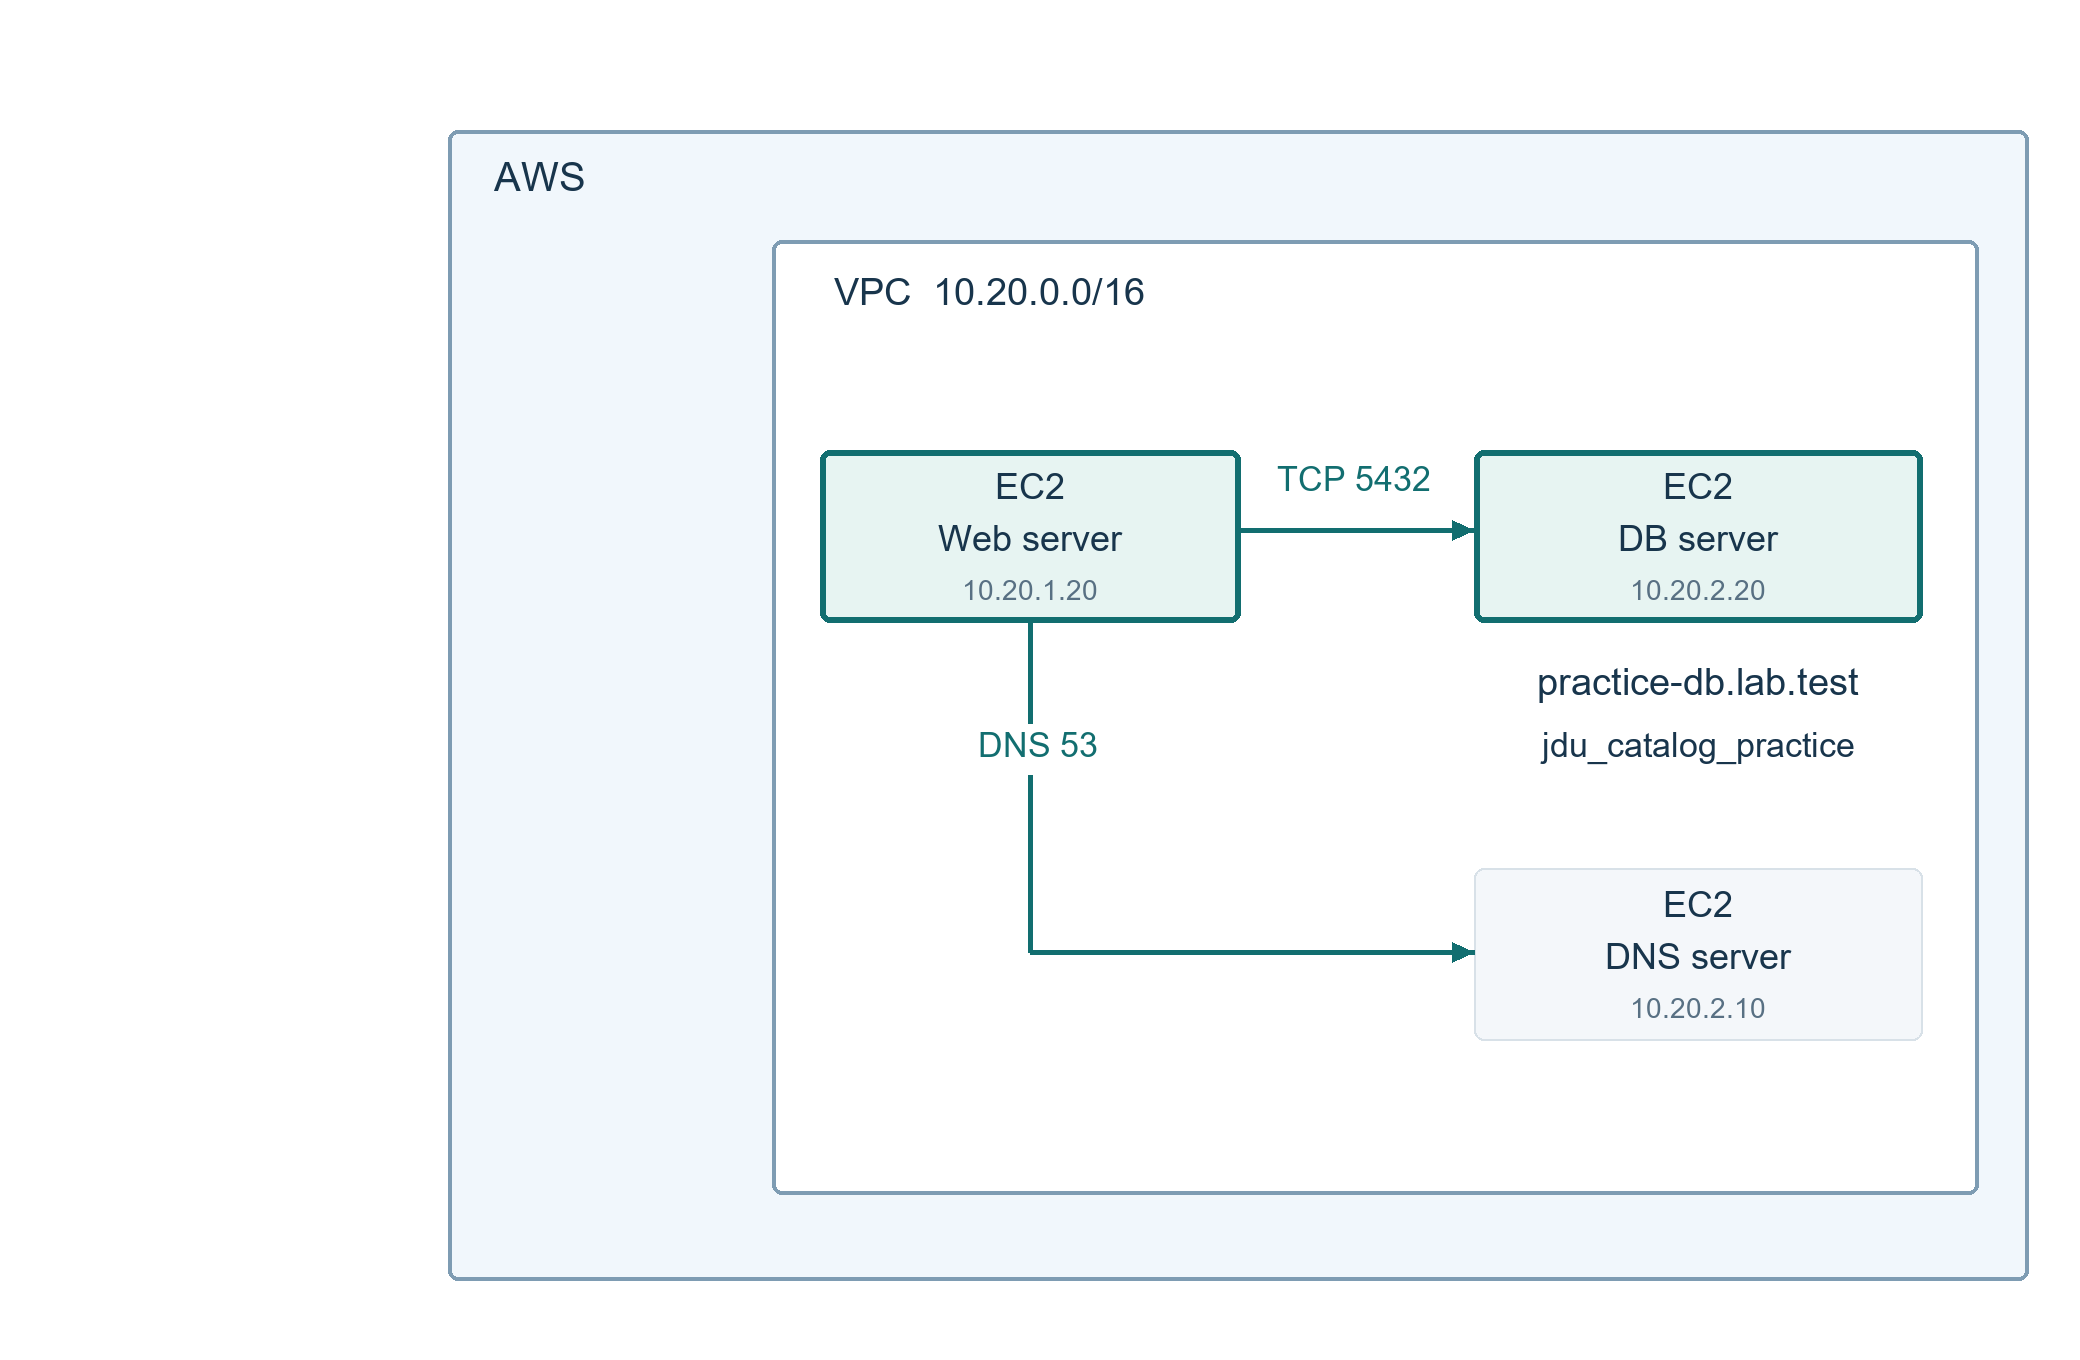 AWS
VPC  10.20.0.0/16
EC2
Web server
10.20.1.20
TCP 5432
EC2
DB server
10.20.2.20
practice-db.lab.test
jdu_catalog_practice
DNS 53
EC2
DNS server
10.20.2.10